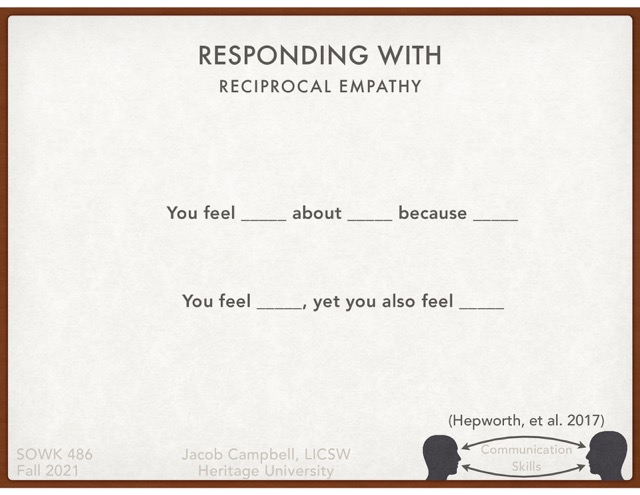 RESPONDING WITH
RECIPROCAL EMPATHY
You feel _____ about _____ because _____
You feel _____, yet you also feel _____
(Hepworth, et al. 2017)
SOWK 486
Fall 2021
Jacob Campbell, LICSW
Heritage University
Communication
Skills